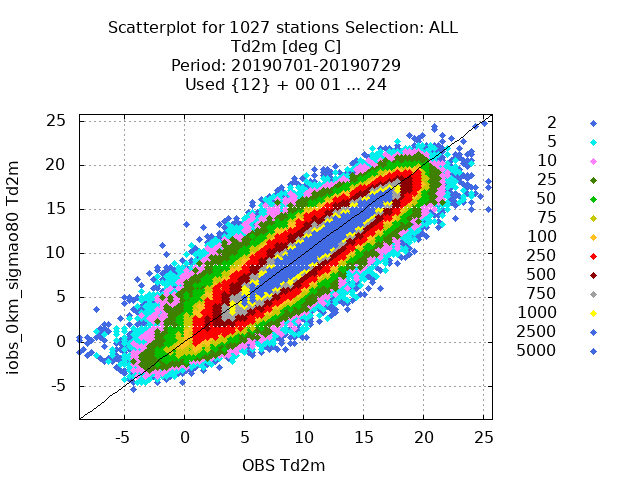 Scatterplot for 1027 stations Selection: ALL
Td2m [deg C]
Period: 20190701-20190729
Used {12} + 00 01 ... 24
iobs_0km_sigmao80 Td2m
25
20
15
10
5
0
-5
-5 0 5 10 15 20 25
OBS Td2m
2
5
10
25
50
75
100
250
500
750
1000
2500
5000